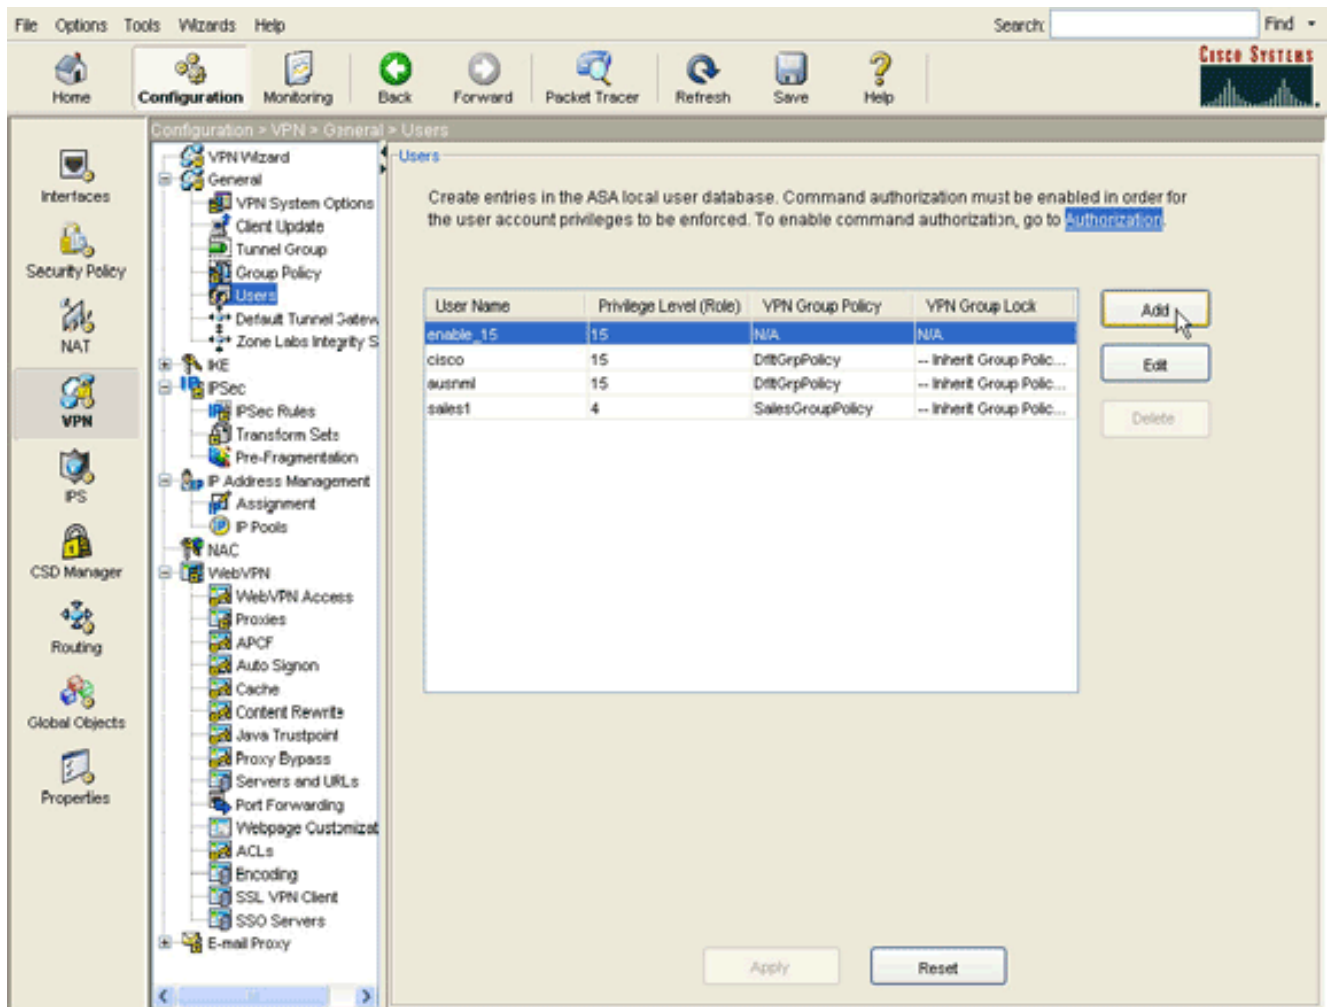 File Options Tools Wizards Help Search: Find
CISCO SYSTEMS
Home Configuration Monitoring Back Forward Packet Tracer Refresh Save Help
Configuration > VPN > General > Users
Interfaces
Security Policy
NAT
VPN
IPS
CSD Manager
Routing
Global Objects
Properties
VPN Wizard
General
VPN System Options
Client Update
Tunnel Group
Group Policy
Users
Default Tunnel Gatew
Zone Labs Integrity S
IKE
IPSec
IPSec Rules
Transform Sets
Pre-Fragmentation
IP Address Management
Assignment
IP Pools
NAC
WebVPN
WebVPN Access
Proxies
APCF
Auto Signon
Cache
Content Rewrite
Java Trustpoint
Proxy Bypass
Servers and URLs
Port Forwarding
Webpage Customizat
ACLs
Encoding
SSL VPN Client
SSO Servers
E-mail Proxy
Users
Create entries in the ASA local user database. Command authorization must be enabled in order for
the user account privileges to be enforced. To enable command authorization, go to Authorization.
User Name Privilege Level (Role) VPN Group Policy VPN Group Lock
enable_15 15 N/A N/A
cisco 15 DfltGrpPolicy -- Inherit Group Polic...
ausnml 15 DfltGrpPolicy -- Inherit Group Polic...
sales1 4 SalesGroupPolicy -- Inherit Group Polic...
Add
Edit
Delete
Apply Reset